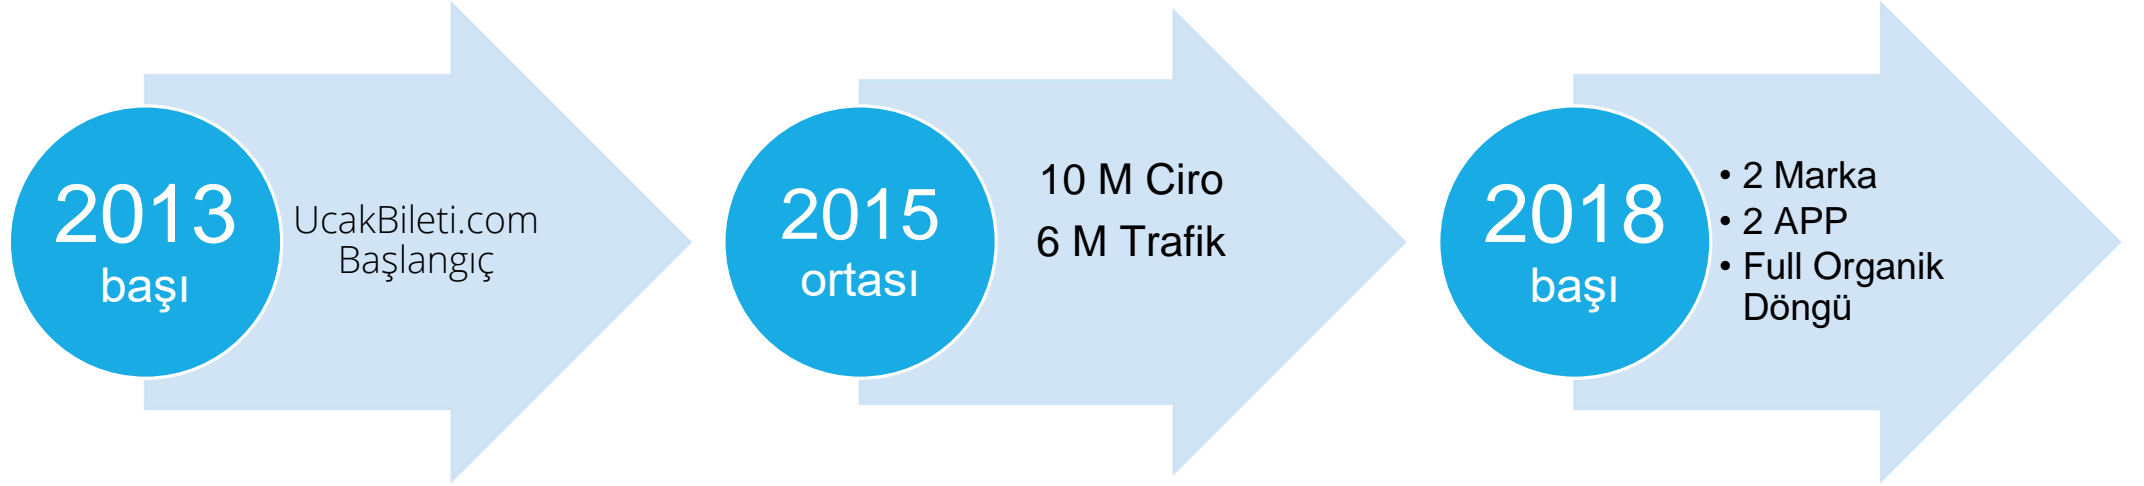 2013
başı
UcakBileti.com
Başlangıç
2015
ortası
10 M Ciro
6 M Trafik
2018
başı
• 2 Marka
• 2 APP
• Full Organik
Döngü